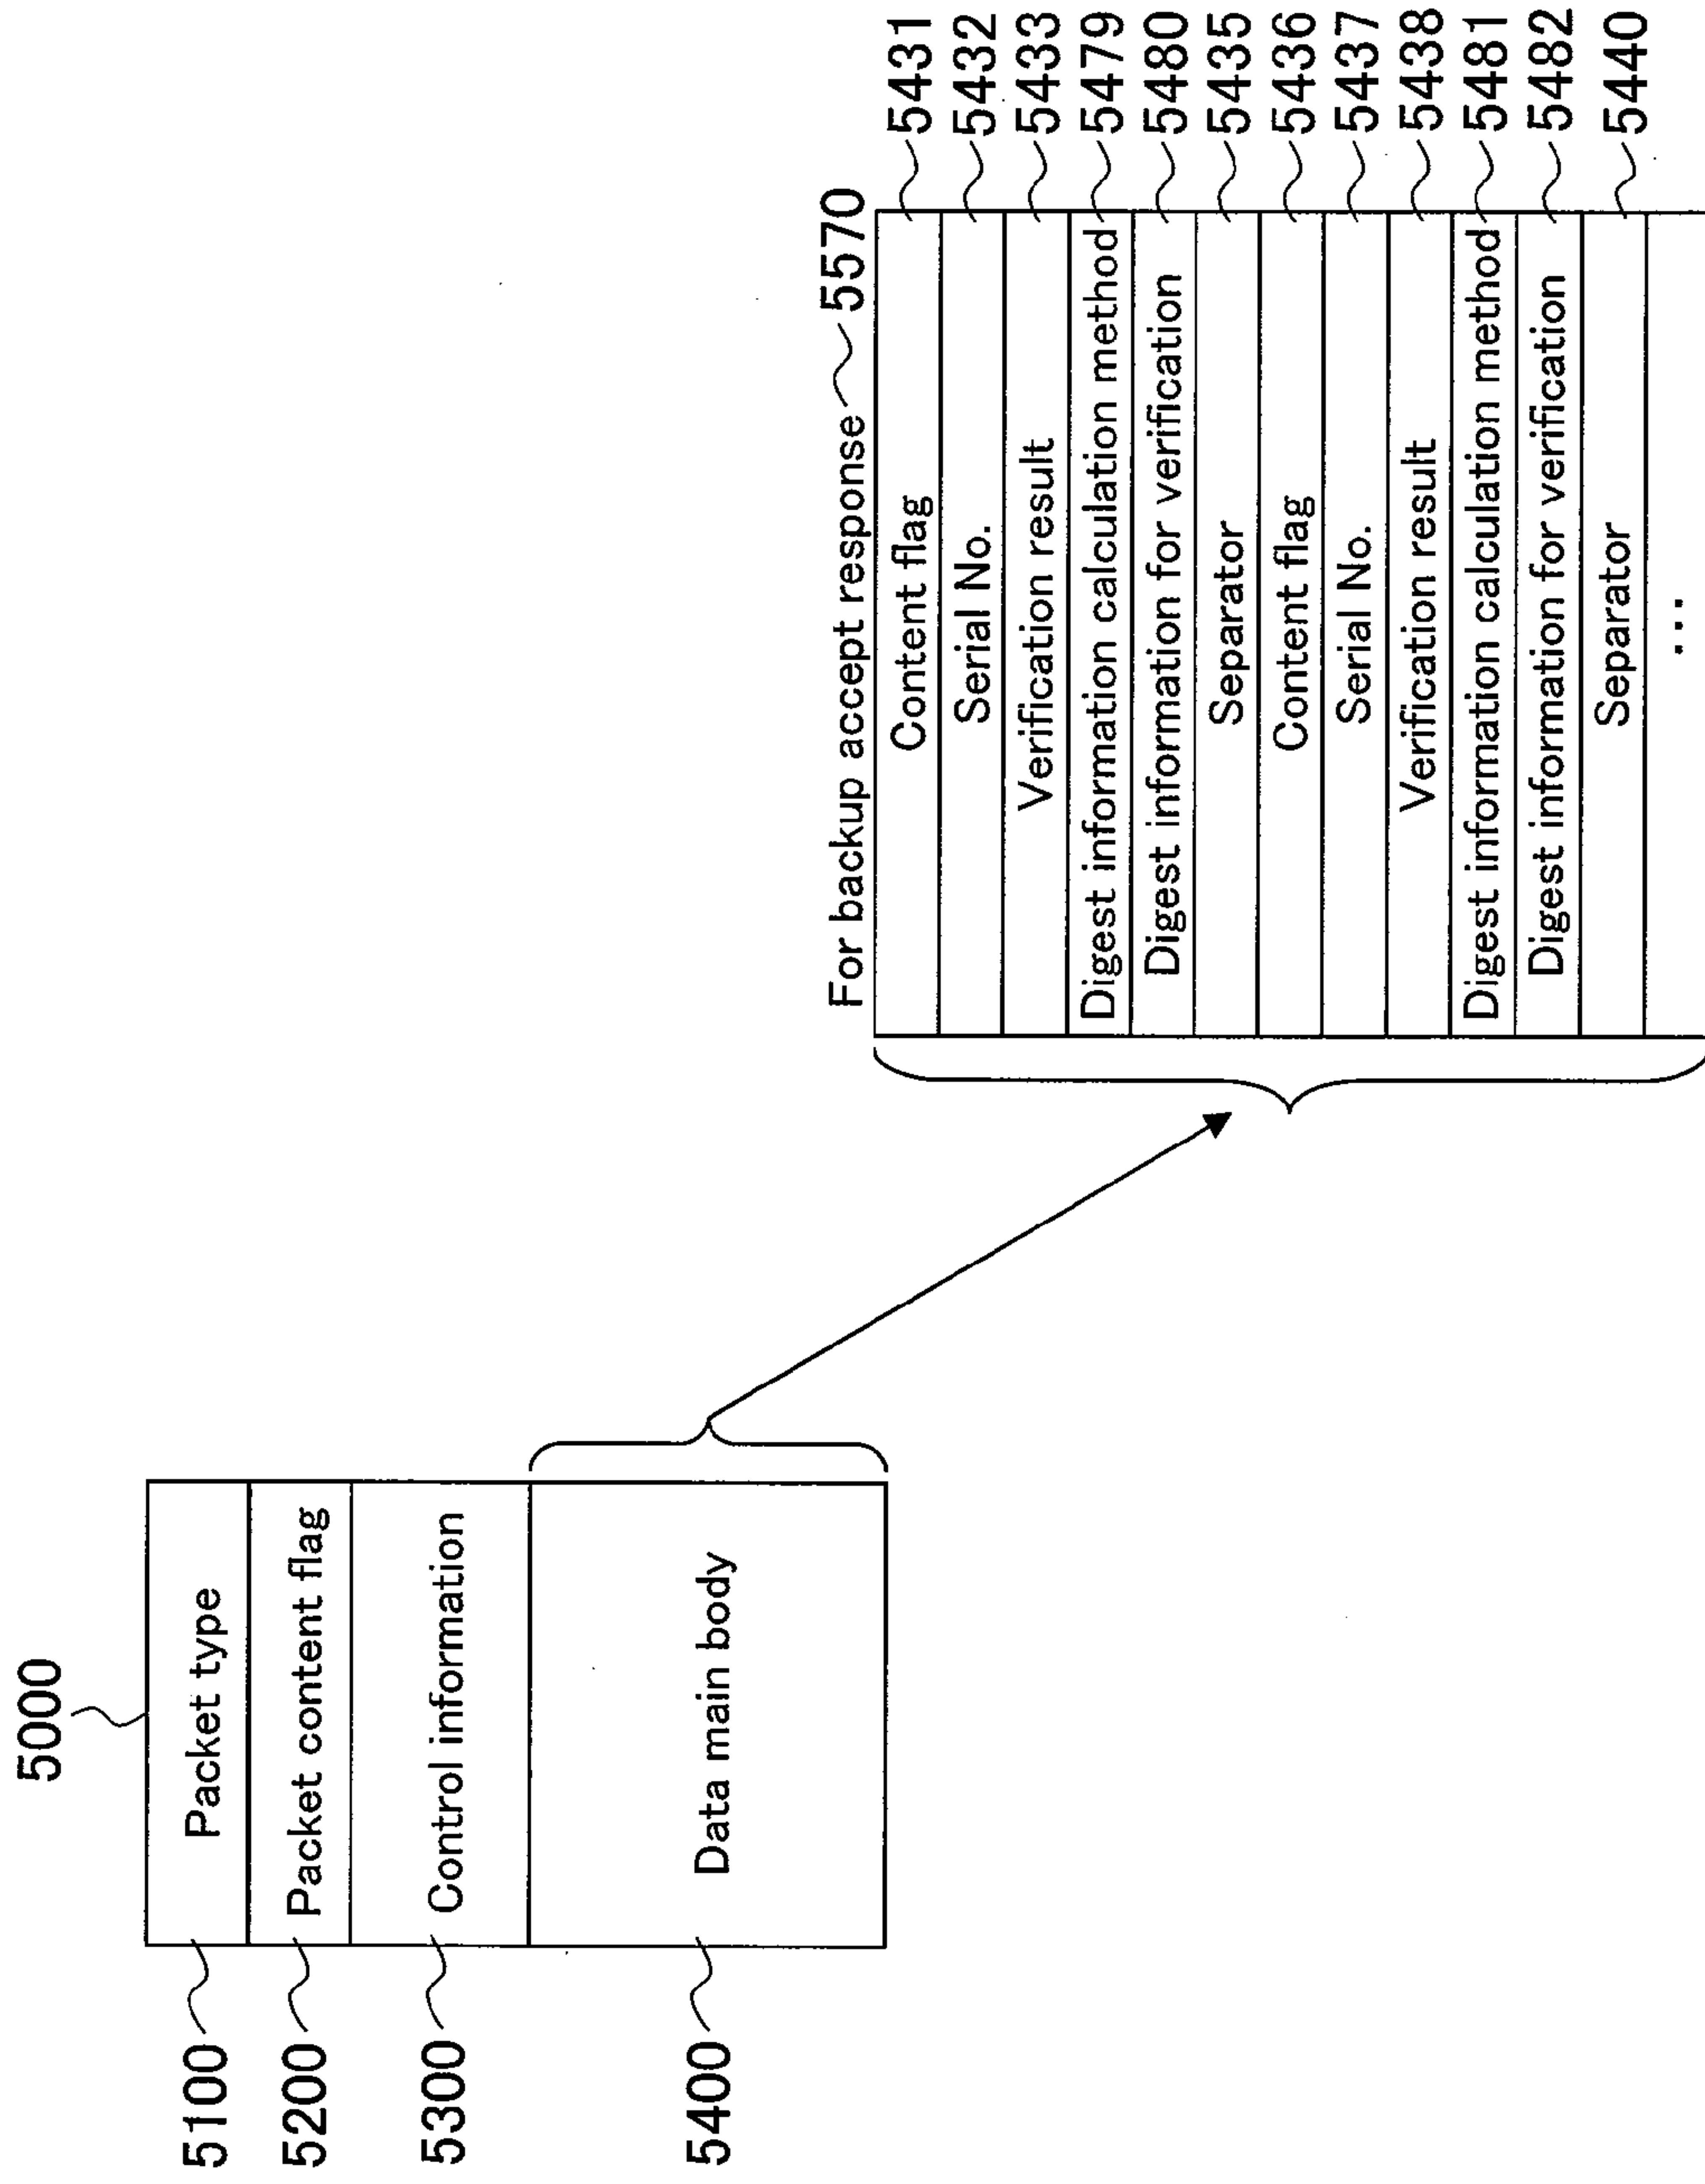 5000
5100
Packet type
5200
Packet content flag
5300
Control information
5400
Data main body
For backup accept response
5570
Content flag
5431
Serial No.
5432
Verification result
5433
Digest information calculation method
5479
Digest information for verification
5480
Separator
5435
Content flag
5436
Serial No.
5437
Verification result
5438
Digest information calculation method
5481
Digest information for verification
5482
Separator
5440
...